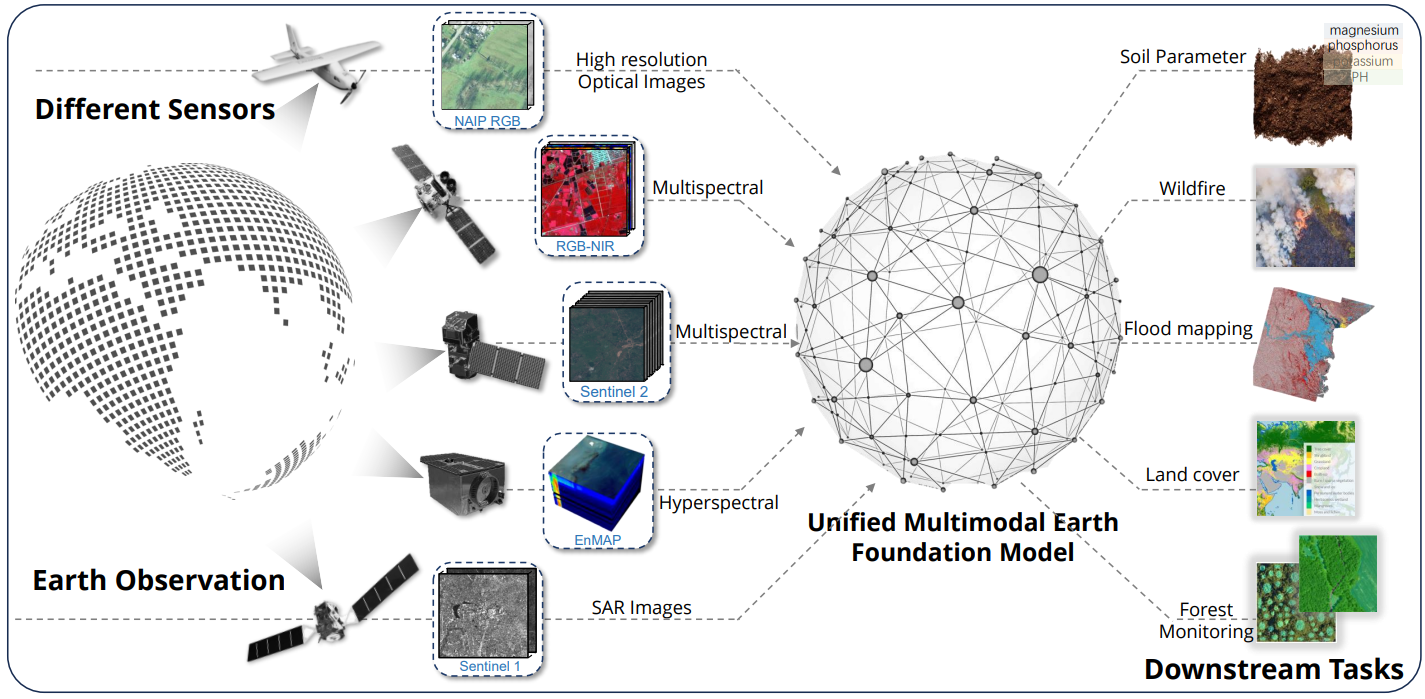 Different Sensors
NAIP RGB
High resolution
Optical Images
RGB-NIR
Multispectral
Sentinel 2
Multispectral
EnMAP
Hyperspectral
Earth Observation
Sentinel 1
SAR Images
Unified Multimodal Earth
Foundation Model
Soil Parameter
magnesium
phosphorus
potassium
PH
Wildfire
Flood mapping
Land cover
Forest
Monitoring
Downstream Tasks